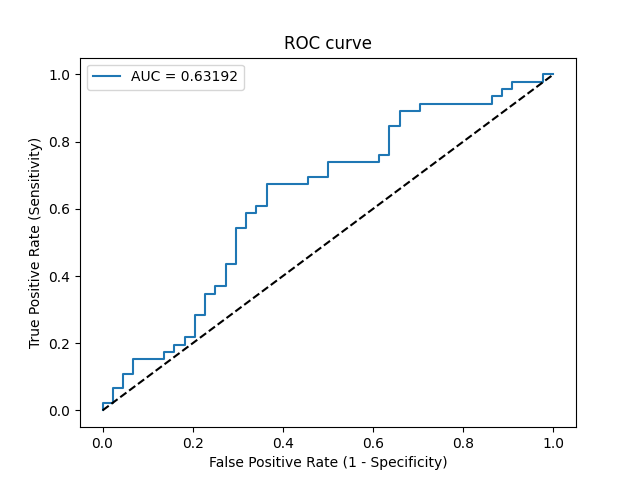 ROC curve
AUC = 0.63192
True Positive Rate (Sensitivity)
1.0
0.8
0.6
0.4
0.2
0.0
0.0 0.2 0.4 0.6 0.8 1.0
False Positive Rate (1 - Specificity)